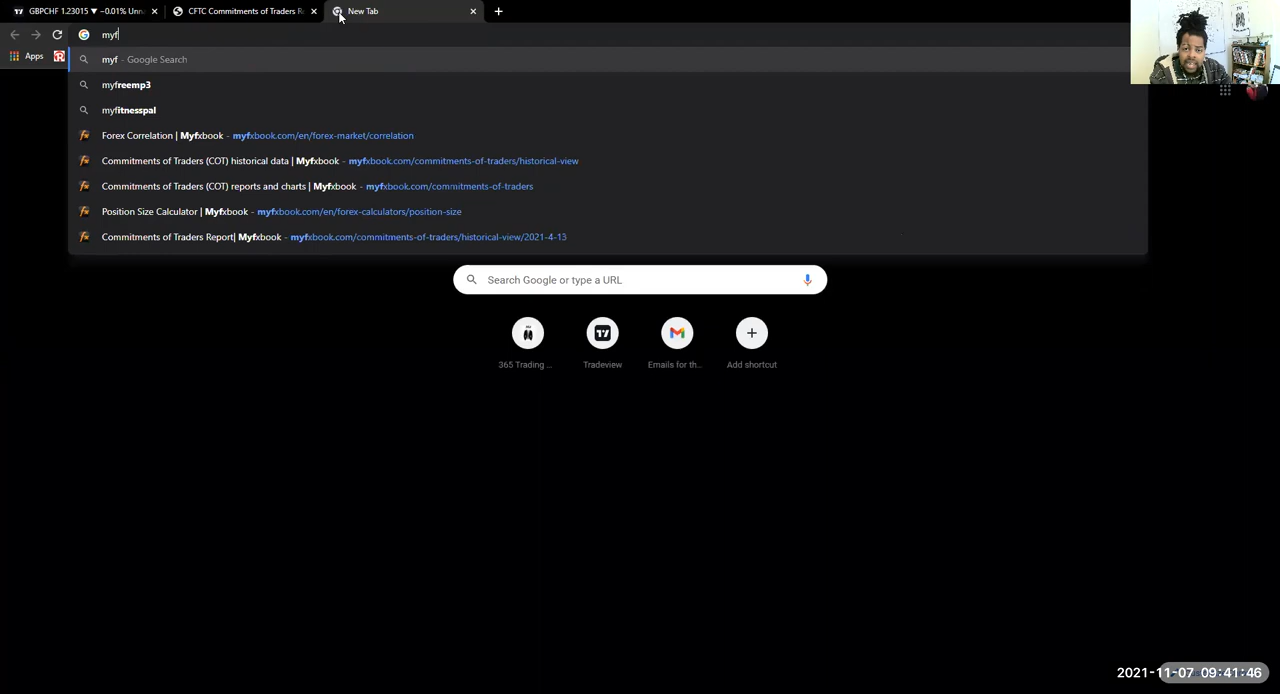 GBPCHF 1.23015 ▼ −0.01% Unna
CFTC Commitments of Traders R
New Tab
myf
Apps
myf - Google Search
myfreemp3
myfitnesspal
Forex Correlation | Myfxbook - myfxbook.com/en/forex-market/correlation
Commitments of Traders (COT) historical data | Myfxbook - myfxbook.com/commitments-of-traders/historical-view
Commitments of Traders (COT) reports and charts | Myfxbook - myfxbook.com/commitments-of-traders
Position Size Calculator | Myfxbook - myfxbook.com/en/forex-calculators/position-size
Commitments of Traders Report| Myfxbook - myfxbook.com/commitments-of-traders/historical-view/2021-4-13
Search Google or type a URL
365 Trading ...
Tradeview
Emails for th...
Add shortcut
2021-11-07 09:41:46